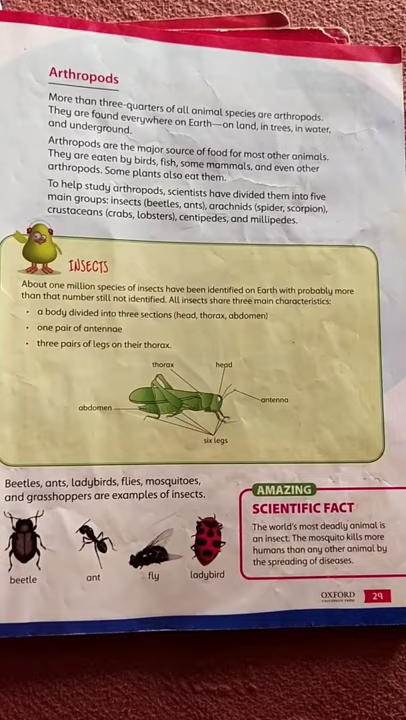 Arthropods
More than three-quarters of all animal species are arthropods.
They are found everywhere on Earth—on land, in trees, in water,
and underground.
Arthropods are the major source of food for most other animals.
They are eaten by birds, fish, some mammals, and even other
arthropods. Some plants also eat them.
To help study arthropods, scientists have divided them into five
main groups: insects (beetles, ants), arachnids (spider, scorpion),
crustaceans (crabs, lobsters), centipedes, and millipedes.
INSECTS
About one million species of insects have been identified on Earth with probably more
than that number still not identified. All insects share three main characteristics:
• a body divided into three sections (head, thorax, abdomen)
• one pair of antennae
• three pairs of legs on their thorax.
thorax
head
antenna
abdomen
six legs
Beetles, ants, ladybirds, flies, mosquitoes,
and grasshoppers are examples of insects.
beetle
ant
fly
ladybird
AMAZING
SCIENTIFIC FACT
The world's most deadly animal is
an insect. The mosquito kills more
humans than any other animal by
the spreading of diseases.
OXFORD
UNIVERSITY PRESS
29